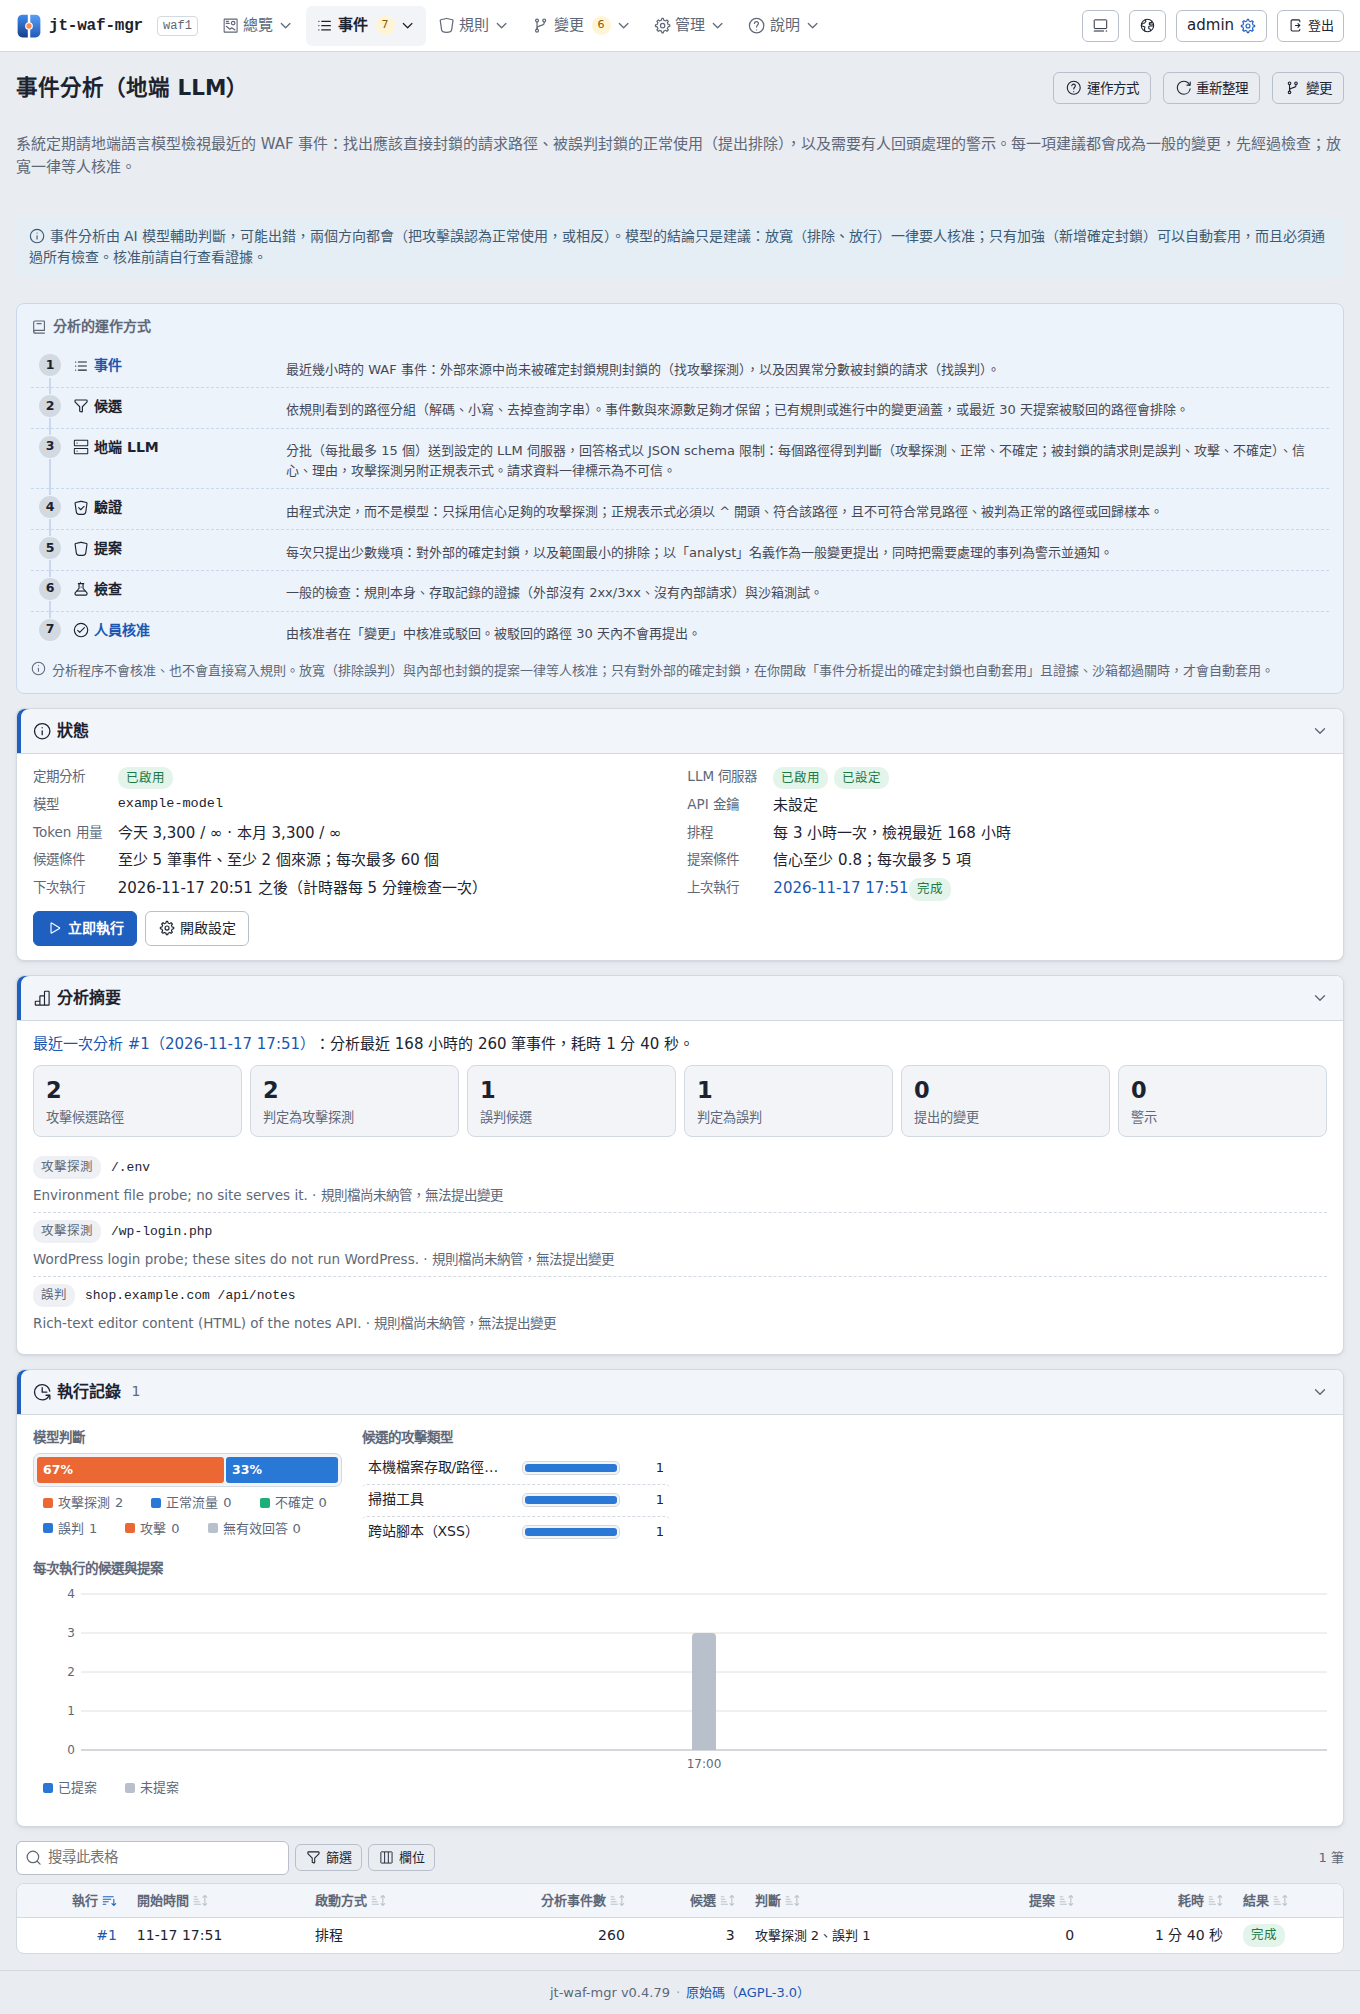 jt-waf-mgr waf1 總覽 事件 7 規則 變更 6 管理 說明 admin 登出
事件分析（地端 LLM） 運作方式 重新整理 變更
系統定期請地端語言模型檢視最近的 WAF 事件：找出應該直接封鎖的請求路徑、被誤判封鎖的正常使用（提出排除），以及需要有人回頭處理的警示。每一項建議都會成為一般的變更，先經過檢查；放
寬一律等人核准。
事件分析由 AI 模型輔助判斷，可能出錯，兩個方向都會（把攻擊誤認為正常使用，或相反）。模型的結論只是建議：放寬（排除、放行）一律要人核准；只有加強（新增確定封鎖）可以自動套用，而且必須通
過所有檢查。核准前請自行查看證據。
分析的運作方式
1 事件 最近幾小時的 WAF 事件：外部來源中尚未被確定封鎖規則封鎖的（找攻擊探測），以及因異常分數被封鎖的請求（找誤判）。
2 候選 依規則看到的路徑分組（解碼、小寫、去掉查詢字串）。事件數與來源數足夠才保留；已有規則或進行中的變更涵蓋，或最近 30 天提案被駁回的路徑會排除。
3 地端 LLM 分批（每批最多 15 個）送到設定的 LLM 伺服器，回答格式以 JSON schema 限制：每個路徑得到判斷（攻擊探測、正常、不確定；被封鎖的請求則是誤判、攻擊、不確定）、信
心、理由，攻擊探測另附正規表示式。請求資料一律標示為不可信。
4 驗證 由程式決定，而不是模型：只採用信心足夠的攻擊探測；正規表示式必須以 ^ 開頭、符合該路徑，且不可符合常見路徑、被判為正常的路徑或回歸樣本。
5 提案 每次只提出少數幾項：對外部的確定封鎖，以及範圍最小的排除；以「analyst」名義作為一般變更提出，同時把需要處理的事列為警示並通知。
6 檢查 一般的檢查：規則本身、存取記錄的證據（外部沒有 2xx/3xx、沒有內部請求）與沙箱測試。
7 人員核准 由核准者在「變更」中核准或駁回。被駁回的路徑 30 天內不會再提出。
分析程序不會核准、也不會直接寫入規則。放寬（排除誤判）與內部也封鎖的提案一律等人核准；只有對外部的確定封鎖，在你開啟「事件分析提出的確定封鎖也自動套用」且證據、沙箱都過關時，才會自動套用。
狀態
定期分析 已啟用 LLM 伺服器 已啟用 已設定
模型 example-model API 金鑰 未設定
Token 用量 今天 3,300 / ∞ · 本月 3,300 / ∞ 排程 每 3 小時一次，檢視最近 168 小時
候選條件 至少 5 筆事件、至少 2 個來源；每次最多 60 個 提案條件 信心至少 0.8；每次最多 5 項
下次執行 2026-11-17 20:51 之後（計時器每 5 分鐘檢查一次） 上次執行 2026-11-17 17:51 完成
立即執行 開啟設定
分析摘要
最近一次分析 #1（2026-11-17 17:51）：分析最近 168 小時的 260 筆事件，耗時 1 分 40 秒。
2 2 1 1 0 0
攻擊候選路徑 判定為攻擊探測 誤判候選 判定為誤判 提出的變更 警示
攻擊探測 /.env
Environment file probe; no site serves it. · 規則檔尚未納管，無法提出變更
攻擊探測 /wp-login.php
WordPress login probe; these sites do not run WordPress. · 規則檔尚未納管，無法提出變更
誤判 shop.example.com /api/notes
Rich-text editor content (HTML) of the notes API. · 規則檔尚未納管，無法提出變更
執行記錄 1
模型判斷 候選的攻擊類型
67% 33% 本機檔案存取/路徑… 1
攻擊探測 2 正常流量 0 不確定 0 掃描工具 1
誤判 1 攻擊 0 無有效回答 0 跨站腳本（XSS） 1
每次執行的候選與提案
4
3
2
1
0
17:00
已提案 未提案
搜尋此表格 篩選 欄位 1 筆
執行 開始時間 啟動方式 分析事件數 候選 判斷 提案 耗時 結果
#1 11-17 17:51 排程 260 3 攻擊探測 2、誤判 1 0 1 分 40 秒 完成
jt-waf-mgr v0.4.79 · 原始碼（AGPL-3.0）